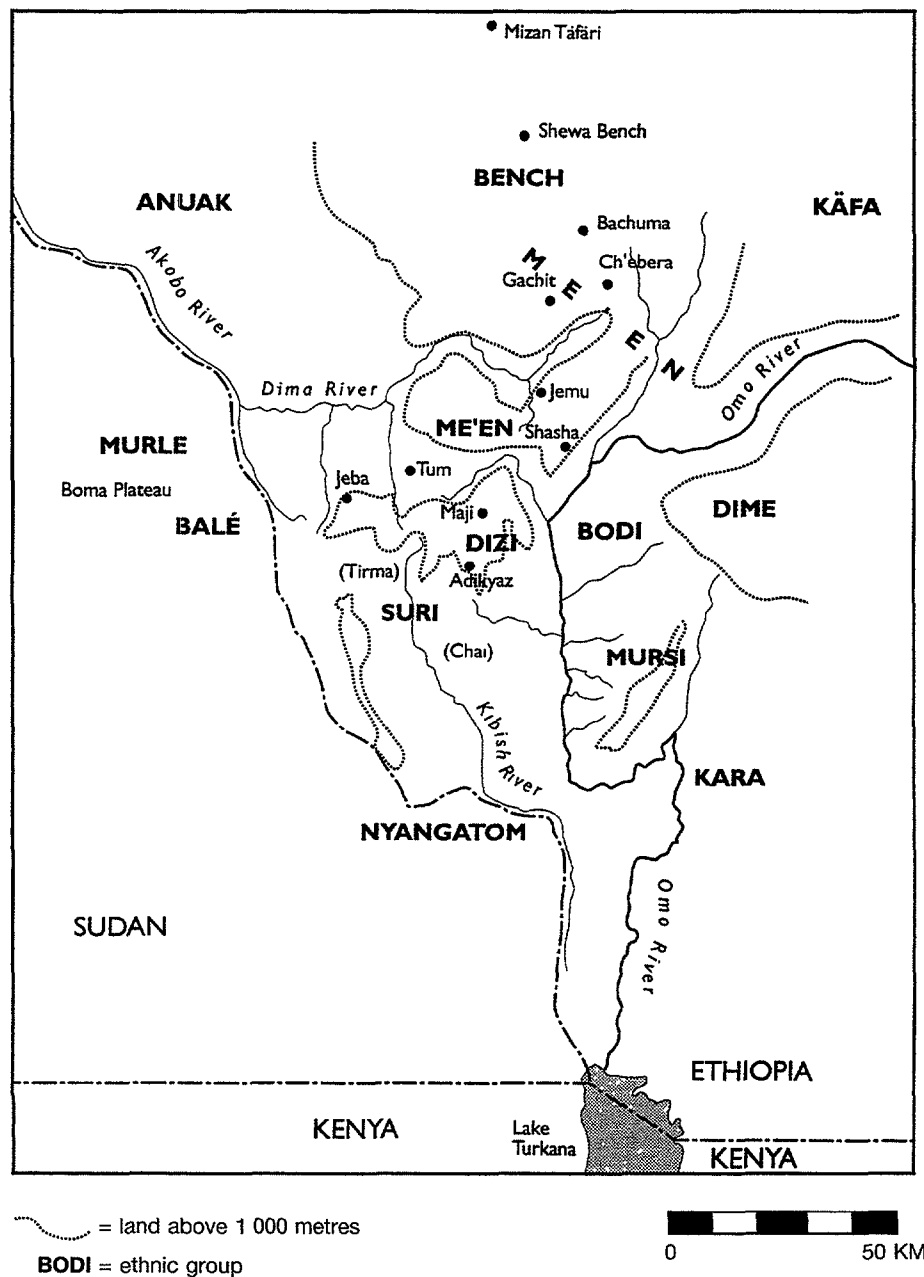 Mizan Täfäri
Shewa Bench
BENCH
ANUAK
KÄFA
Bachuma
Akobo River
M E E N
Ch'ebera
Gachit
Omo River
Dima River
Jemu
ME'EN
Shasha
MURLE
Boma Plateau
Jeba
Tum
Maji
DIME
BALÉ
BODI
DIZI
(Tirma)
Adikiyaz
SURI
(Chai)
MURSI
Kibish River
KARA
NYANGATOM
Omo River
SUDAN
ETHIOPIA
KENYA
Lake
Turkana
KENYA
= land above 1 000 metres
BODI = ethnic group
0 50 KM